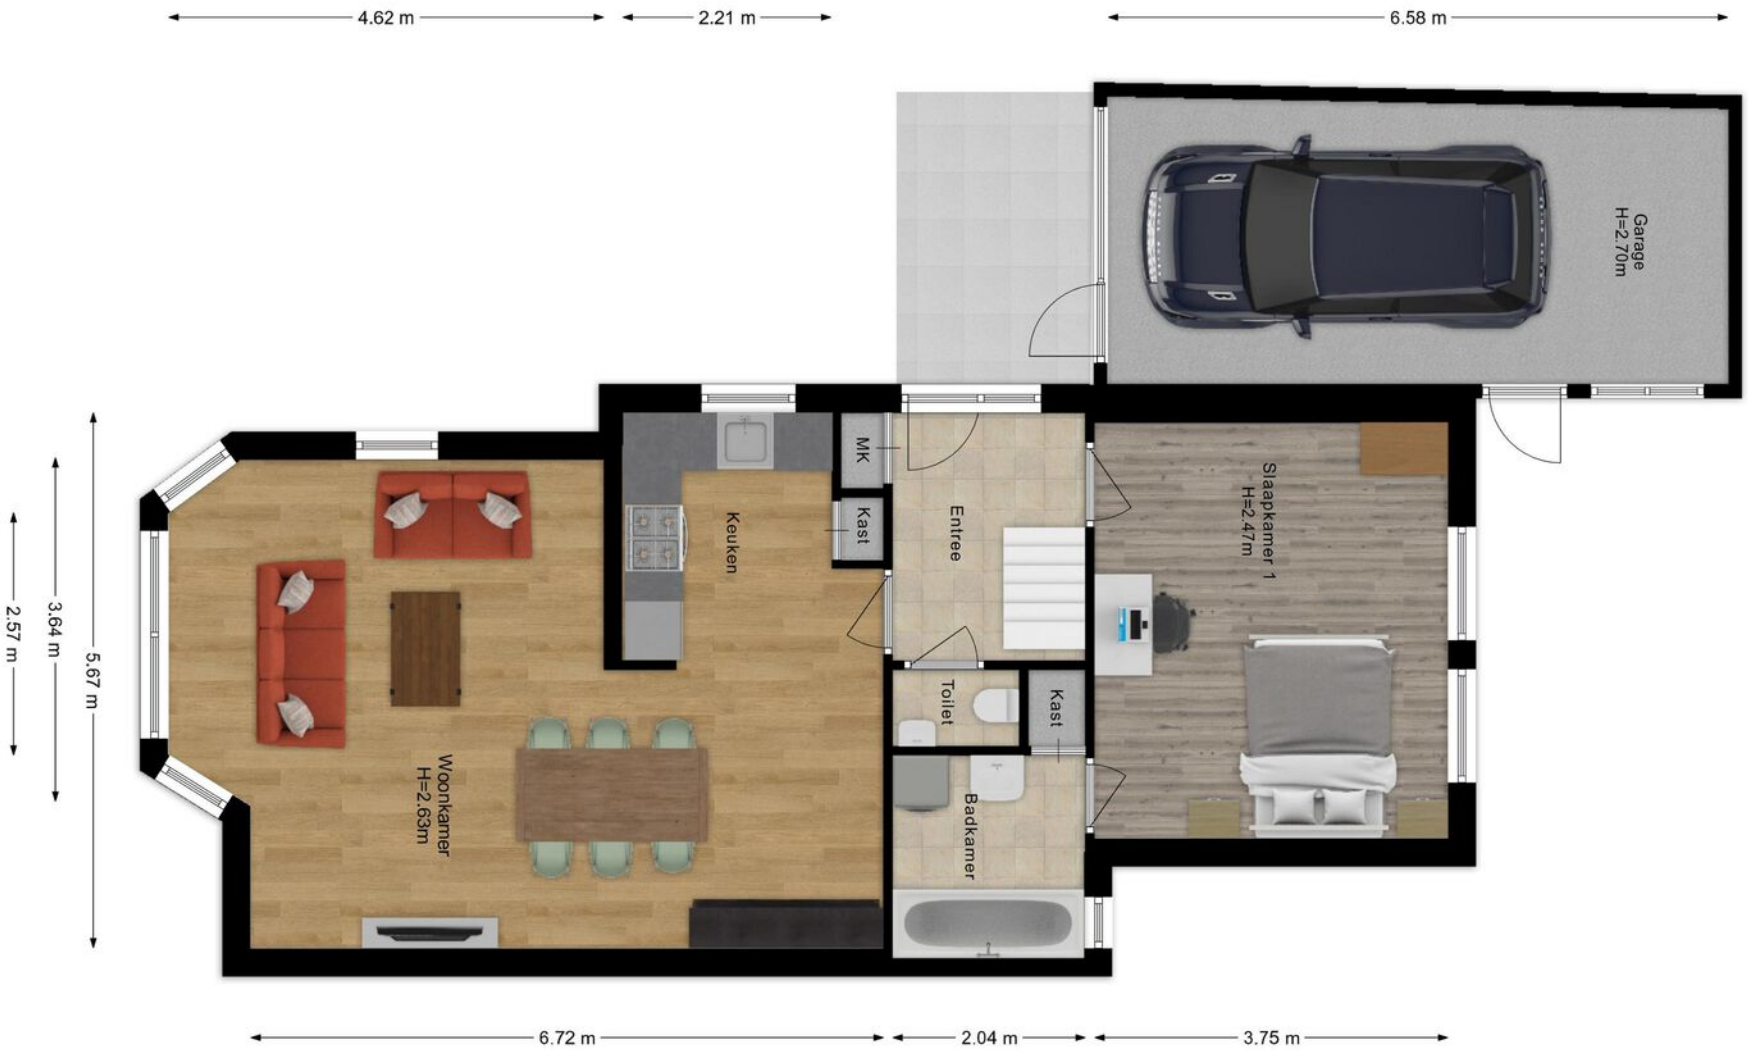 4.62 m
2.21 m
6.58 m
Garage
H=2.70m
MK
Kast
Keuken
Entree
Slaapkamer 1
H=2.47m
2.57 m
3.64 m
5.67 m
Toilet
Kast
Woonkamer
H=2.63m
Badkamer
6.72 m
2.04 m
3.75 m